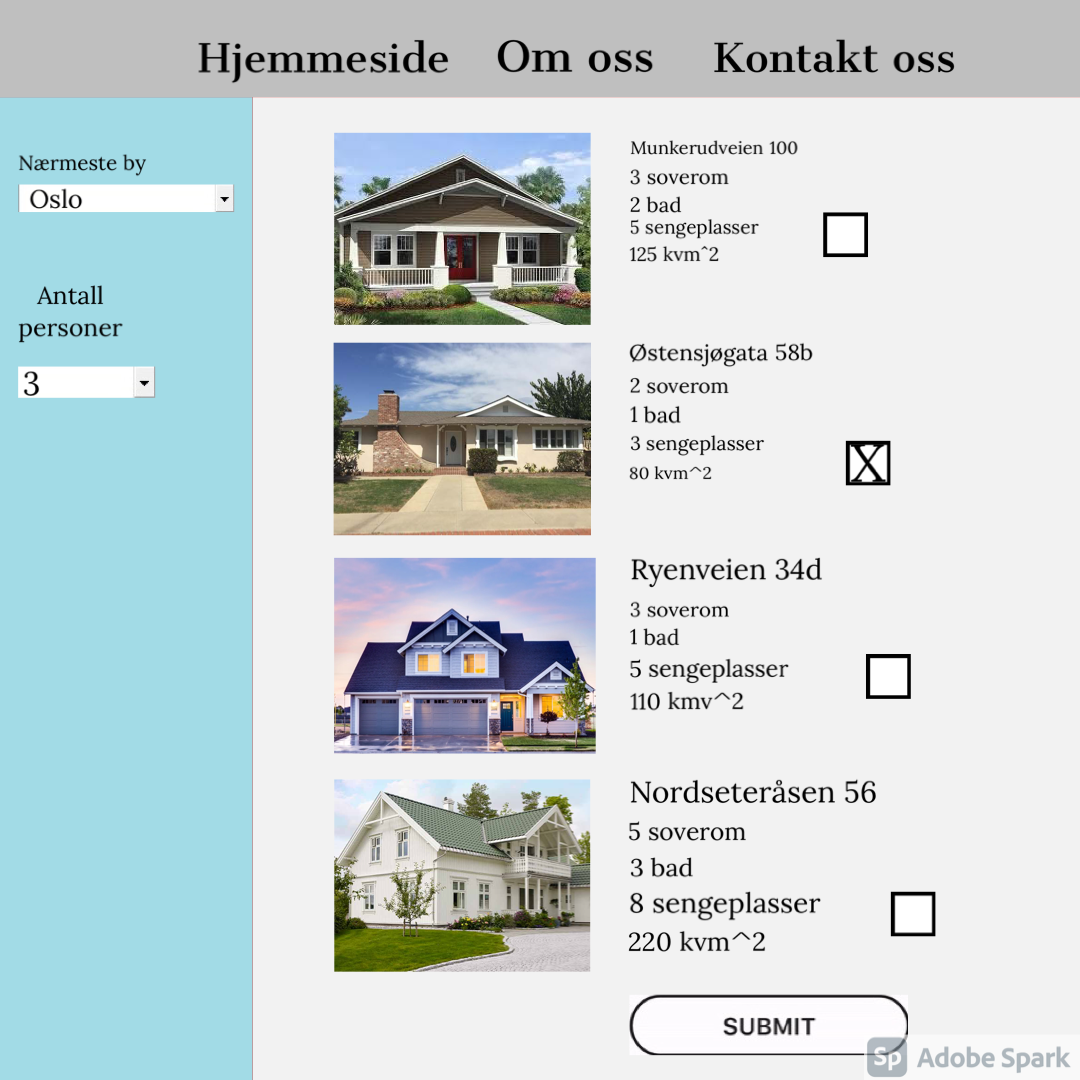 Hjemmeside Om oss Kontakt oss
Nærmeste by
Oslo
Antall
personer
3
Munkerudveien 100
3 soverom
2 bad
5 sengeplasser
125 kvmˆ2
Østensjøgata 58b
2 soverom
1 bad
3 sengeplasser
80 kvm^2
X
Ryenveien 34d
3 soverom
1 bad
5 sengeplasser
110 kmv^2
Nordseteråsen 56
5 soverom
3 bad
8 sengeplasser
220 kvm^2
SUBMIT
Sp Adobe Spark